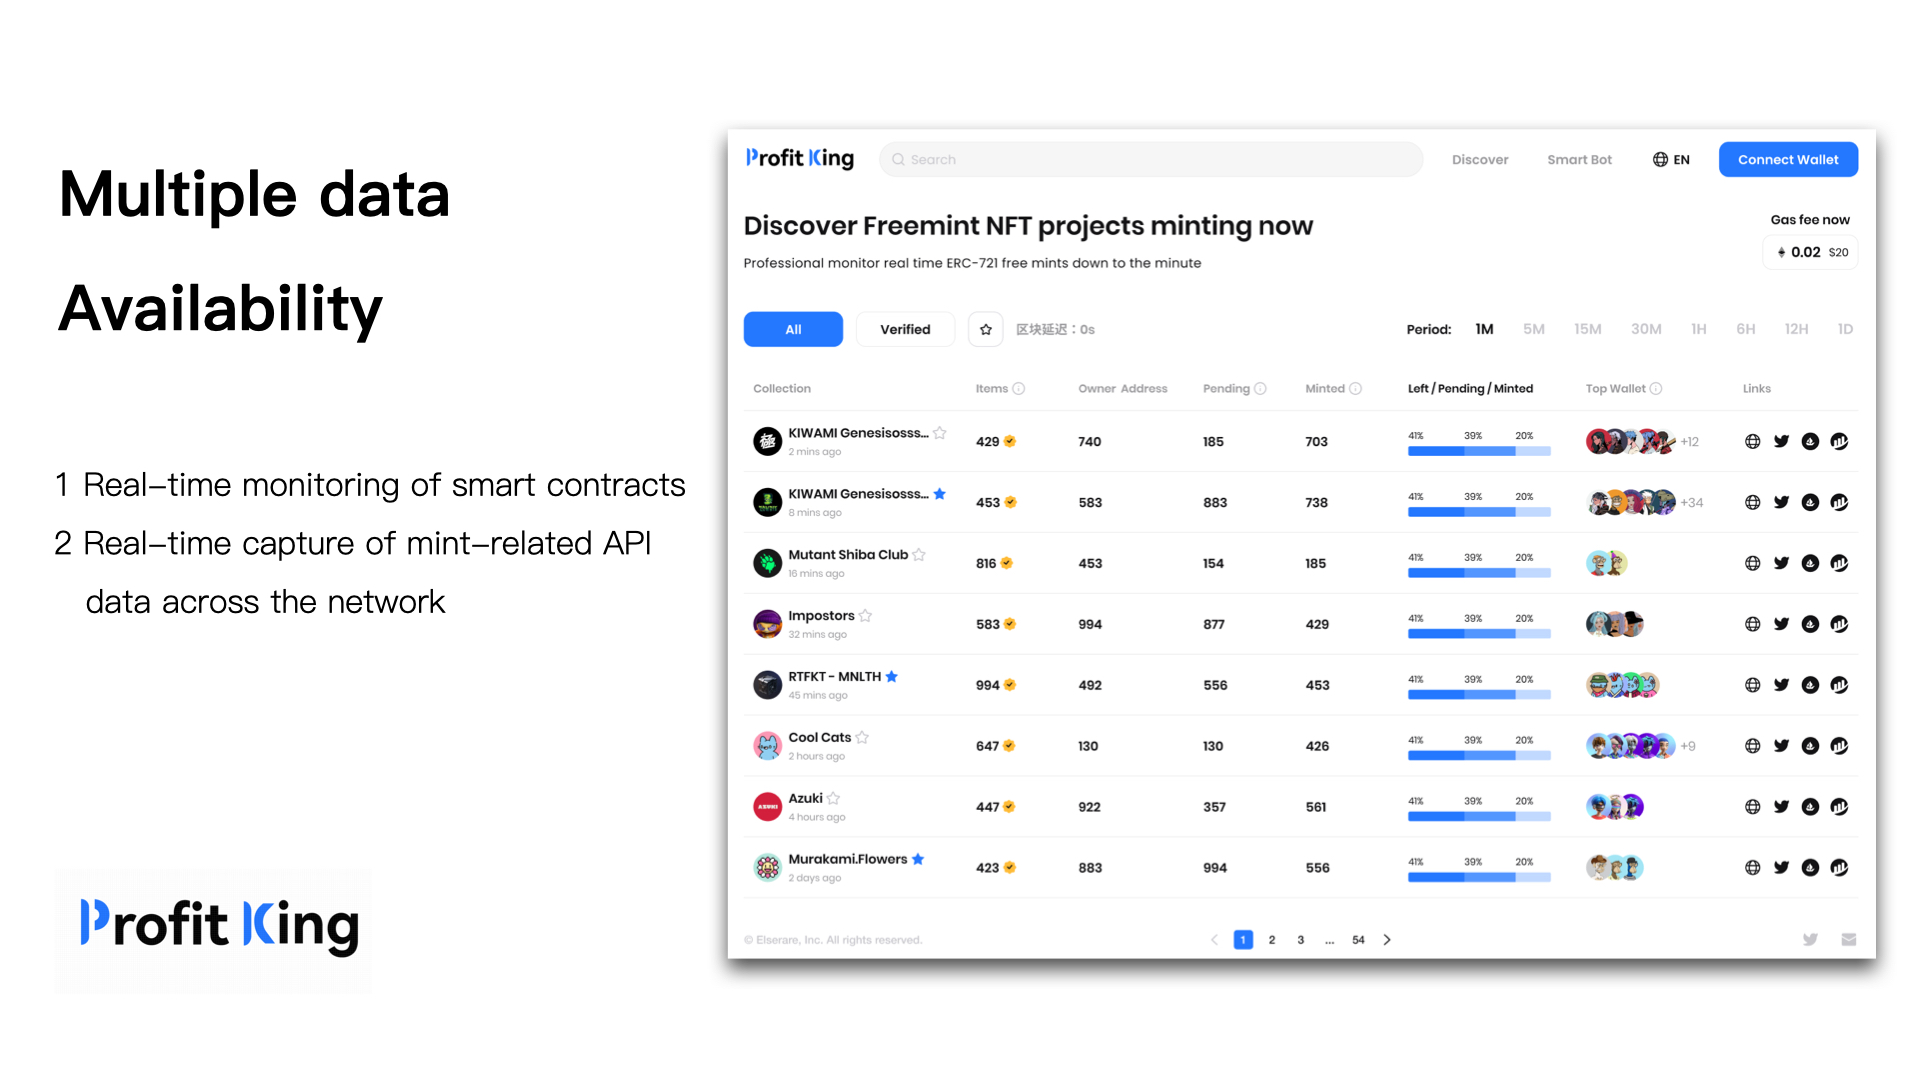 Multiple data
Availability
1 Real-time monitoring of smart contracts
2 Real-time capture of mint-related API
data across the network
Profit King
Profit King
Search
Discover
Smart Bot
EN
Connect Wallet
Discover Freemint NFT projects minting now
Professional monitor real time ERC-721 free mints down to the minute
Gas fee now
0.02 $20
All
Verified
区块延迟：0s
Period: 1M 5M 15M 30M 1H 6H 12H 1D
Collection Items Owner Address Pending Minted Left / Pending / Minted Top Wallet Links
KIWAMI Genesisosss...
2 mins ago
429 740 185 703 41% 39% 20% +12
KIWAMI Genesisosss...
8 mins ago
453 583 883 738 41% 39% 20% +34
Mutant Shiba Club
16 mins ago
816 453 154 185 41% 39% 20%
Impostors
32 mins ago
583 994 877 429 41% 39% 20%
RTFKT - MNLTH
45 mins ago
994 492 556 453 41% 39% 20%
Cool Cats
2 hours ago
647 130 130 426 41% 39% 20% +9
AZUKI
Azuki
4 hours ago
447 922 357 561 41% 39% 20%
Murakami.Flowers
2 days ago
423 883 994 556 41% 39% 20%
© Elserare, Inc. All rights reserved.
1 2 3 ... 54